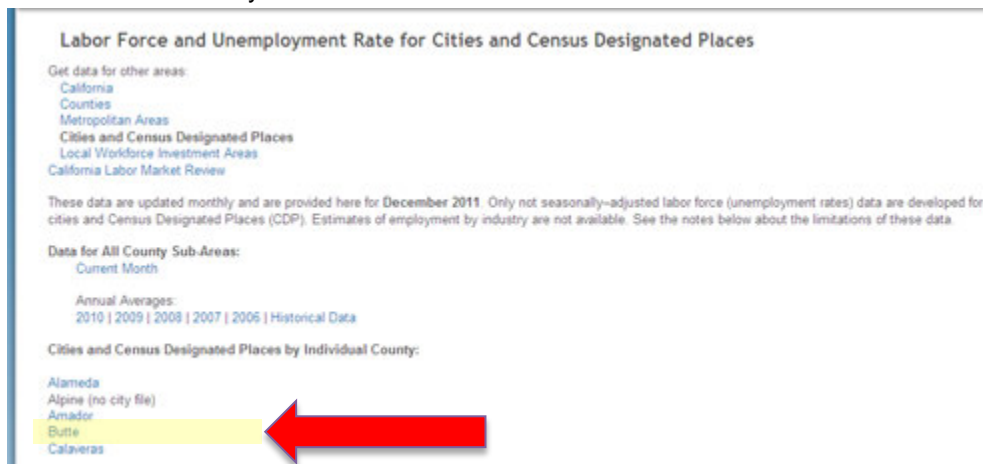 Labor Force and Unemployment Rate for Cities and Census Designated Places
Get data for other areas:
California
Counties
Metropolitan Areas
Cities and Census Designated Places
Local Workforce Investment Areas
California Labor Market Review
These data are updated monthly and are provided here for December 2011. Only not seasonally-adjusted labor force (unemployment rates) data are developed for
cities and Census Designated Places (CDP). Estimates of employment by industry are not available. See the notes below about the limitations of these data.
Data for All County Sub-Areas:
Current Month
Annual Averages:
2010 | 2009 | 2008 | 2007 | 2006 | Historical Data
Cities and Census Designated Places by Individual County:
Alameda
Alpine (no city file)
Amador
Butte
Calaveras